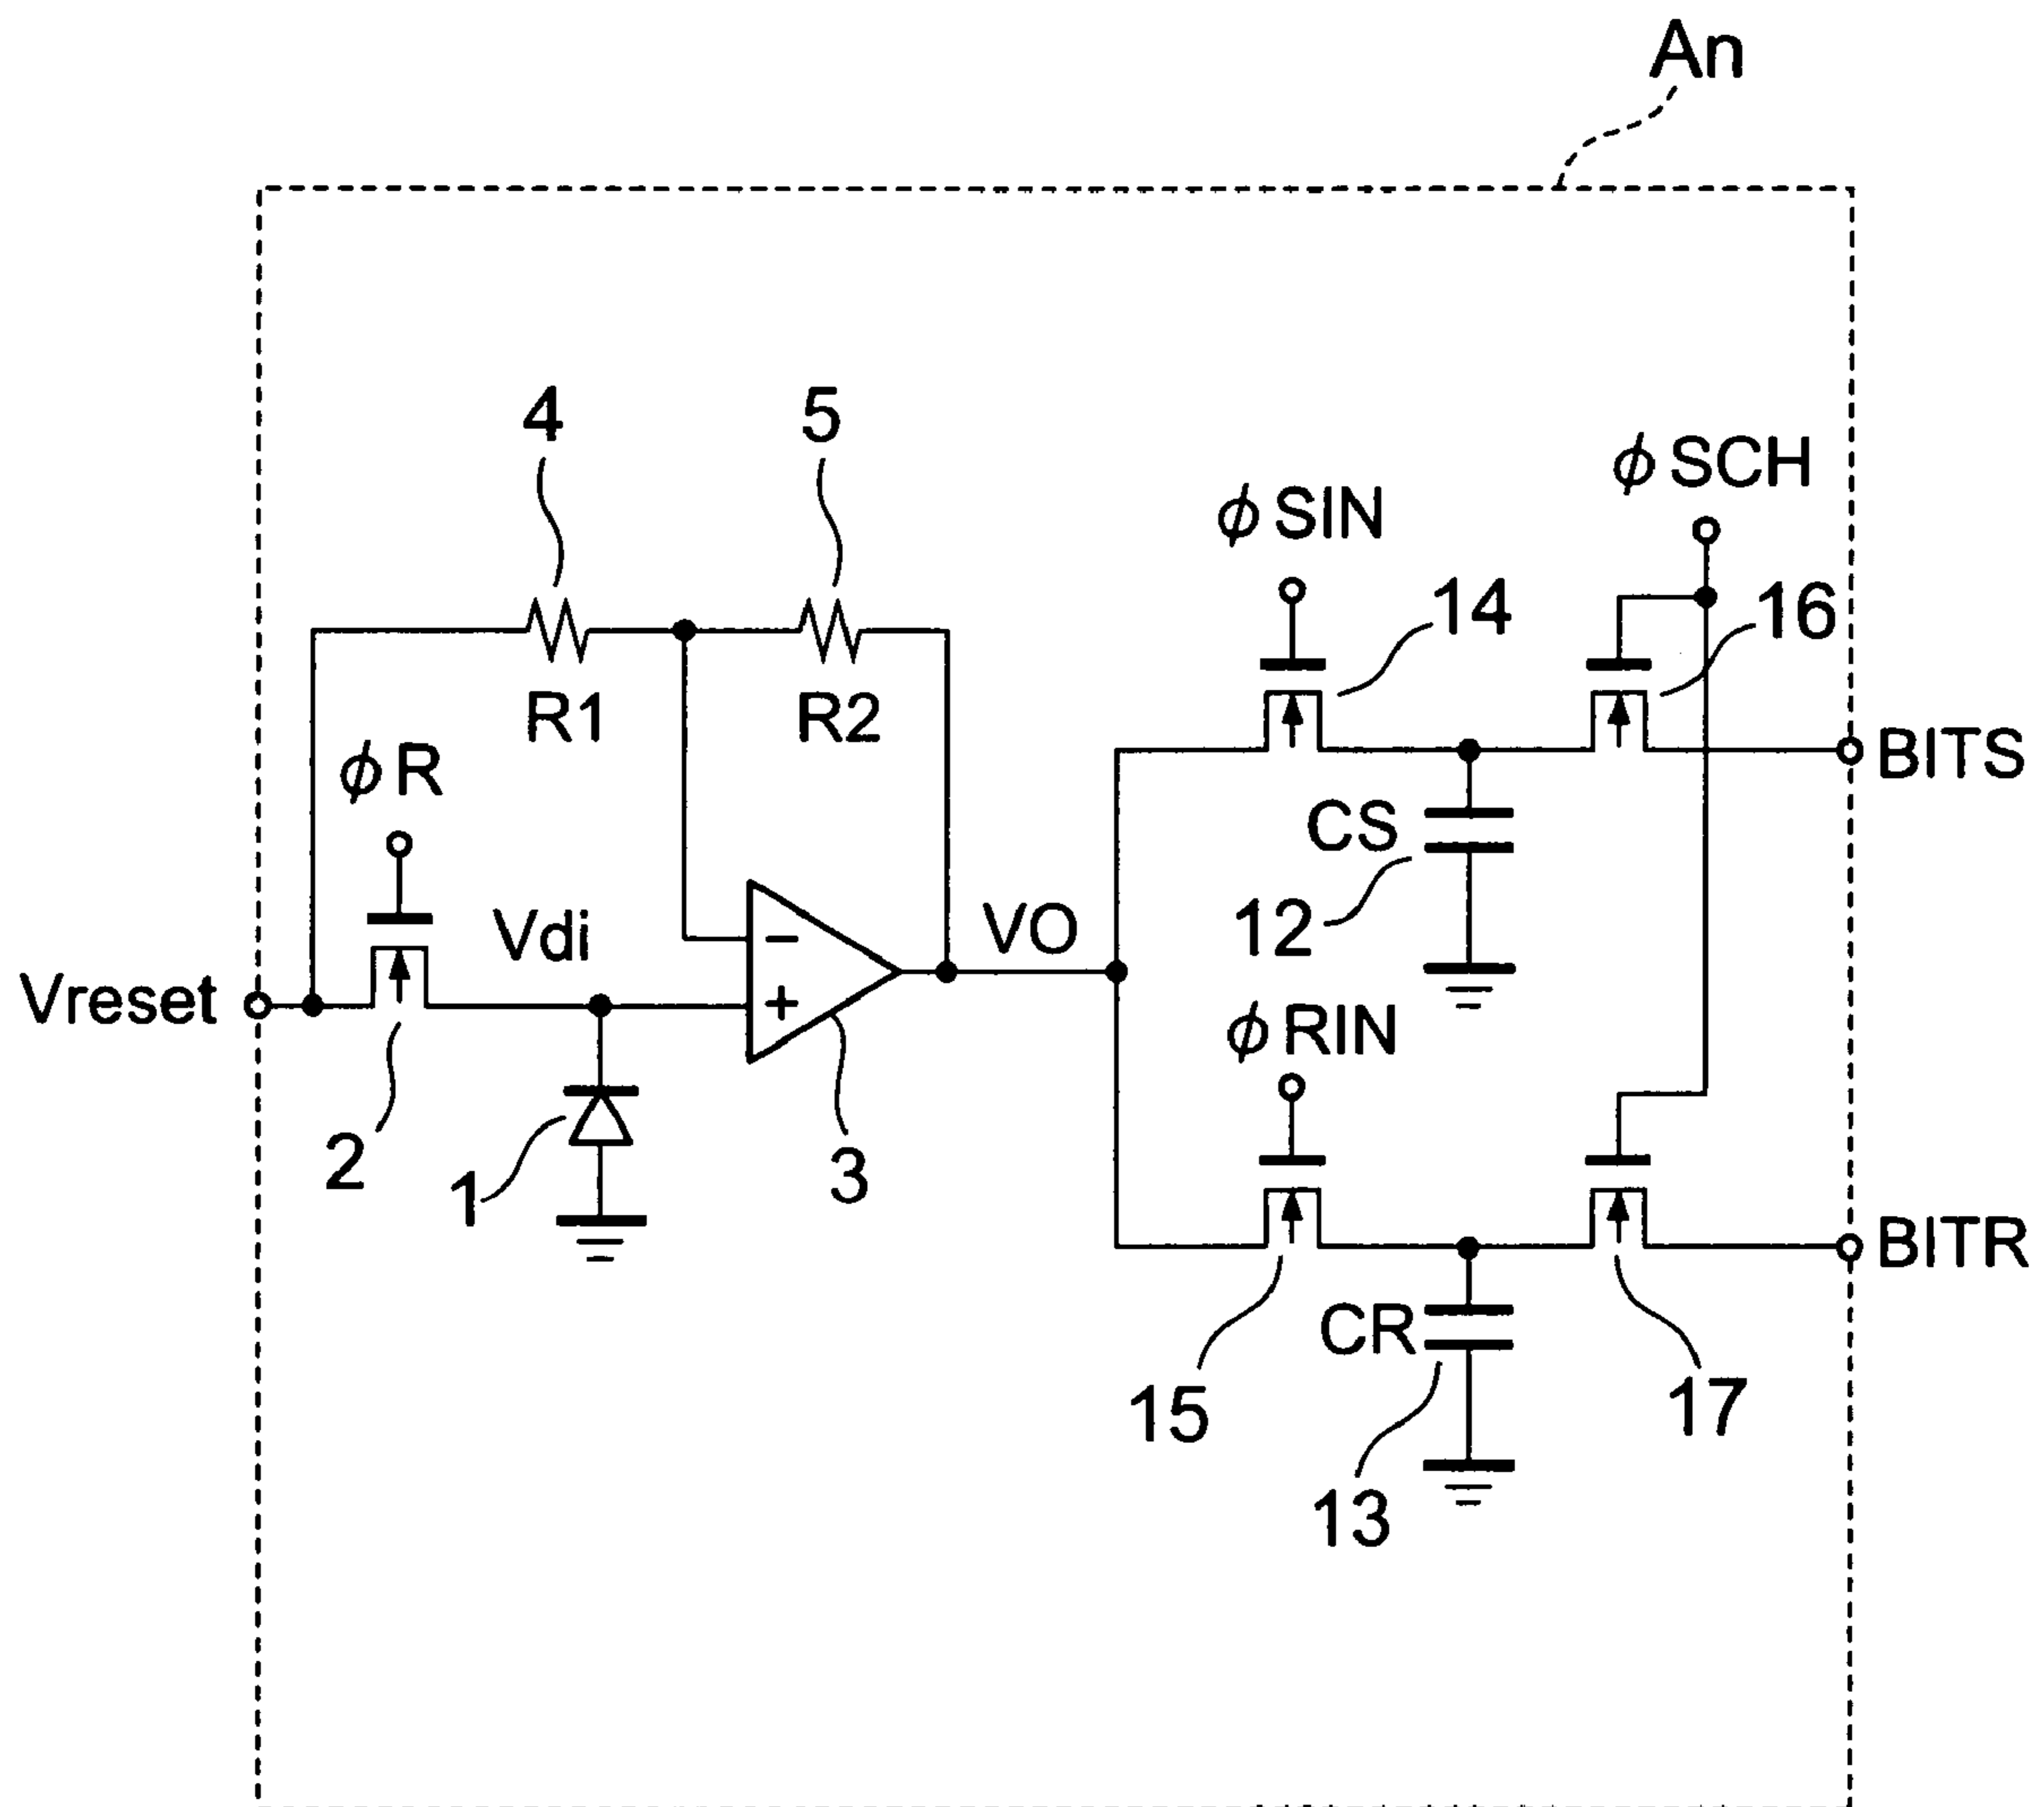 An
4
5
ϕSCH
ϕSIN
14
16
R1
R2
ϕR
BITS
CS
Vdi
VO
12
Vreset
ϕRIN
2
1
3
BITR
CR
15
17
13